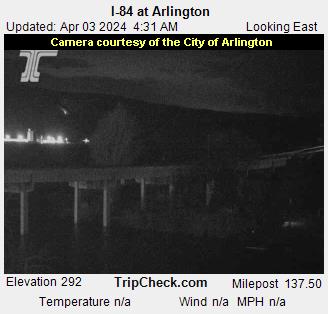 I-84 at Arlington
Updated: Apr 03 2024 4:31 AM Looking East
Camera courtesy of the City of Arlington
Elevation 292 TripCheck.com Milepost 137.50
Temperature n/a Wind n/a MPH n/a